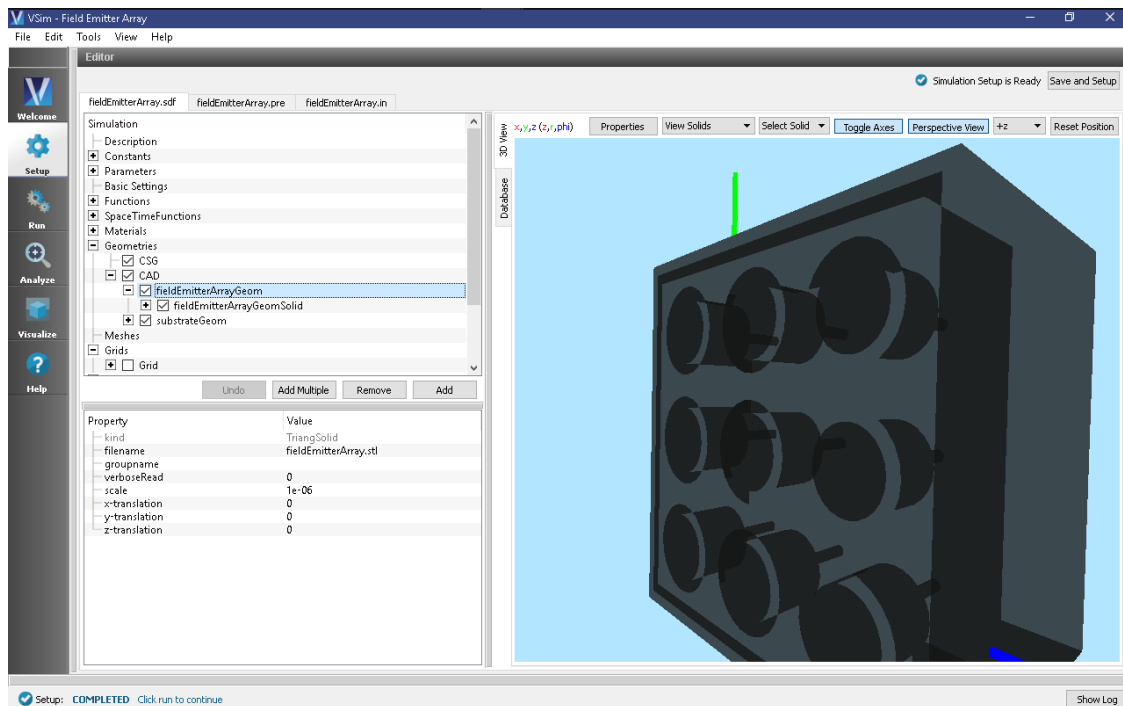 VSim - Field Emitter Array
File Edit Tools View Help
Editor
Simulation Setup is Ready Save and Setup
fieldEmitterArray.sdf fieldEmitterArray.pre fieldEmitterArray.in
Welcome
Setup
Run
Analyze
Visualize
Help
Simulation
Description
Constants
Parameters
Basic Settings
Functions
SpaceTimeFunctions
Materials
Geometries
CSG
CAD
fieldEmitterArrayGeom
fieldEmitterArrayGeomSolid
substrateGeom
Meshes
Grids
Grid
Undo Add Multiple Remove Add
Property Value
kind TriangSolid
filename fieldEmitterArray.stl
groupname
verboseRead 0
scale 1e-06
x-translation 0
y-translation 0
z-translation 0
3D View
Database
x,y,z (z,r,phi) Properties View Solids Select Solid Toggle Axes Perspective View +z Reset Position
Setup: COMPLETED Click run to continue
Show Log